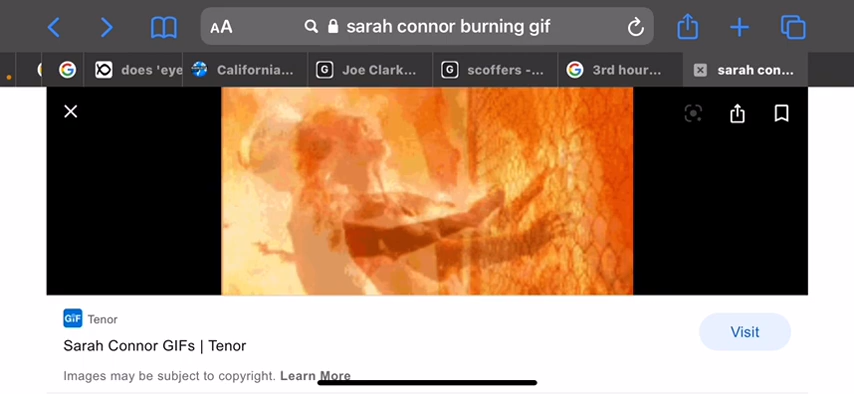 AA sarah connor burning gif
does 'eye California... Joe Clark... scoffers -... 3rd hour... sarah con...
GIF Tenor
Sarah Connor GIFs | Tenor
Visit
Images may be subject to copyright. Learn More